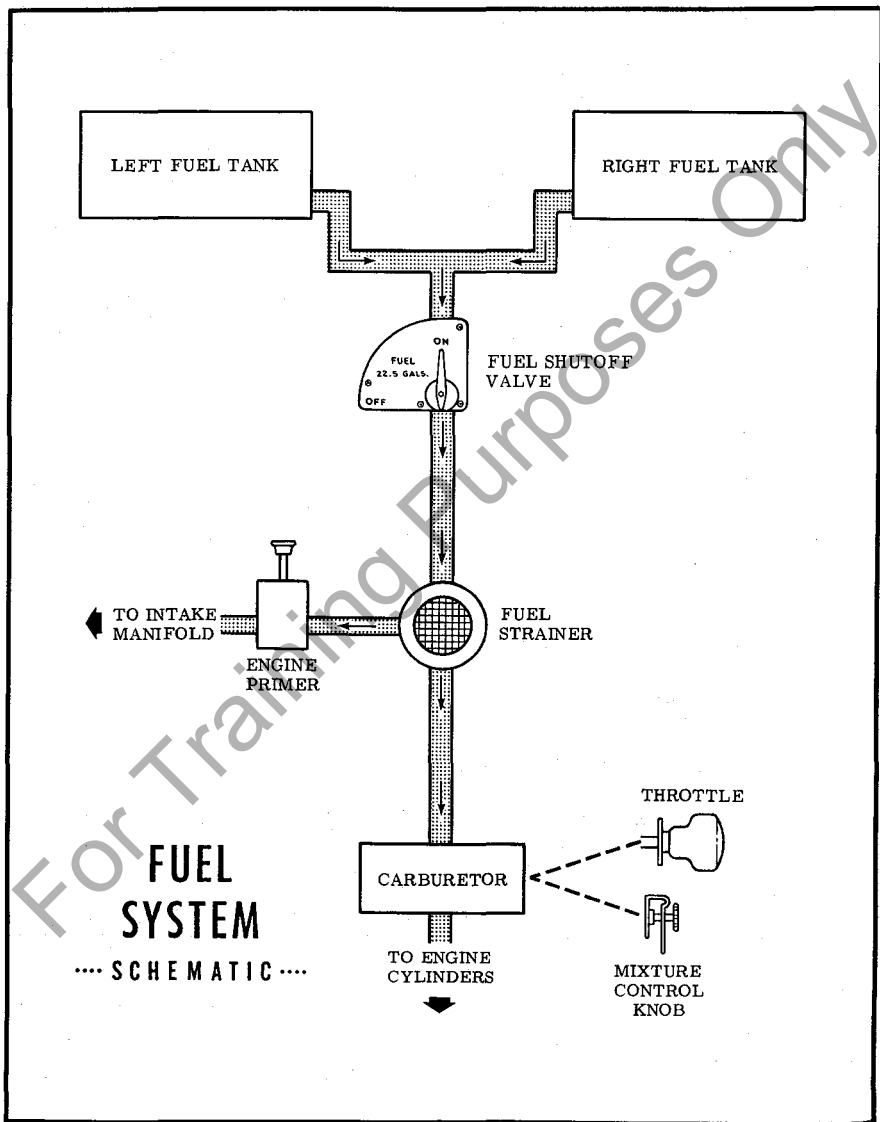 LEFT FUEL TANK
RIGHT FUEL TANK
ON
FUEL
22.5 GALS.
OFF
FUEL SHUTOFF
VALVE
TO INTAKE
MANIFOLD
ENGINE
PRIMER
FUEL
STRAINER
THROTTLE
CARBURETOR
MIXTURE
CONTROL
KNOB
TO ENGINE
CYLINDERS
FUEL
SYSTEM
···· SCHEMATIC ····
For Training Purposes Only